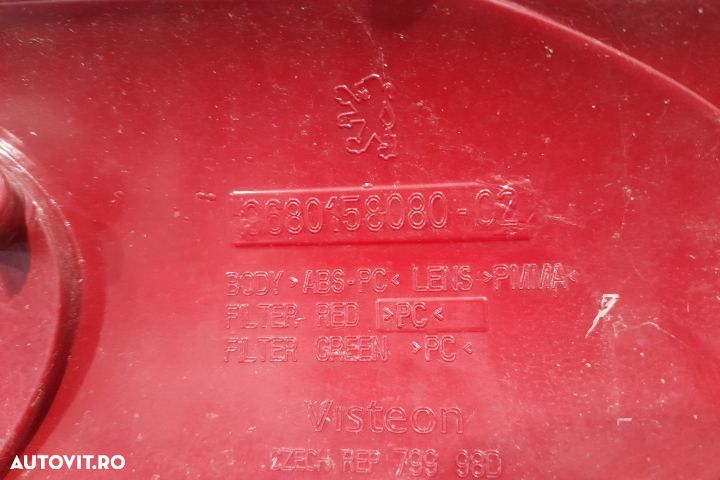 9680158080-02
BODY >ABS-PC< LENS->PMMA<
FILTER RED >PC<
FILTER GREEN >PC<
Visteon
CZECH REP 799 98D
AUTOVIT.RO